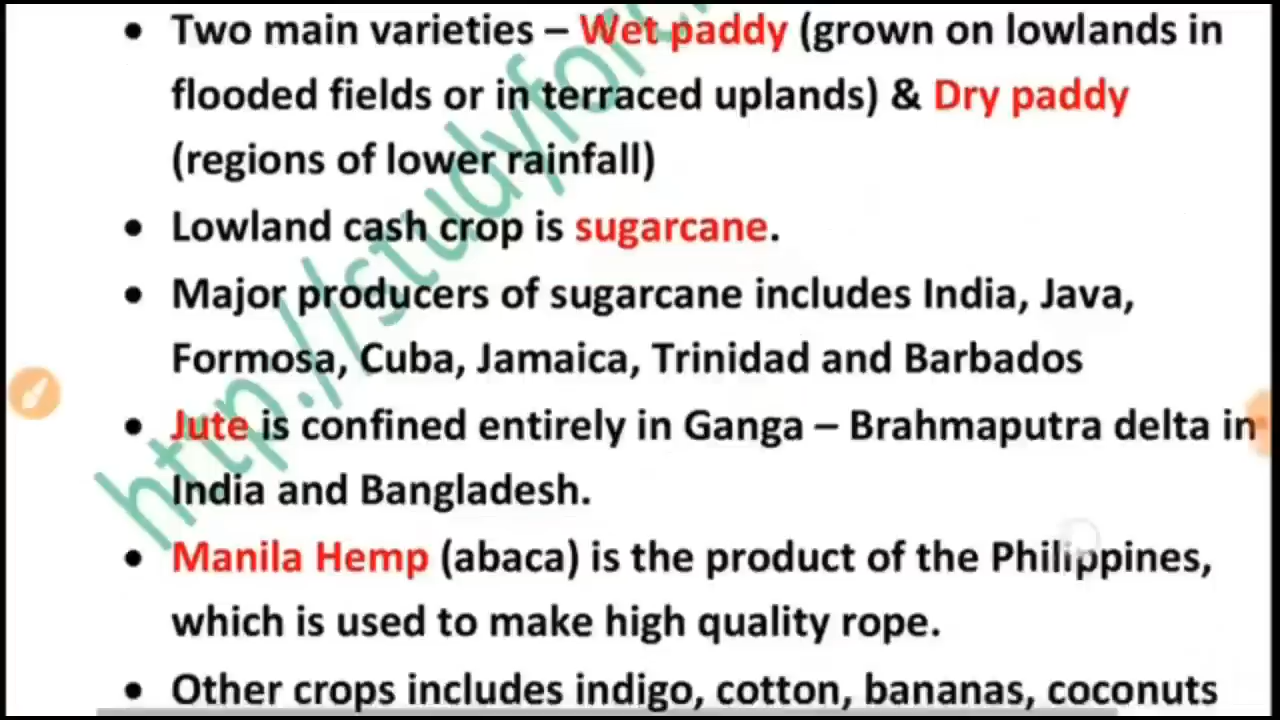 • Two main varieties – Wet paddy (grown on lowlands in
flooded fields or in terraced uplands) & Dry paddy
(regions of lower rainfall)
• Lowland cash crop is sugarcane.
• Major producers of sugarcane includes India, Java,
Formosa, Cuba, Jamaica, Trinidad and Barbados
• Jute is confined entirely in Ganga – Brahmaputra delta in
India and Bangladesh.
• Manila Hemp (abaca) is the product of the Philippines,
which is used to make high quality rope.
• Other crops includes indigo, cotton, bananas, coconuts
http://studyfor